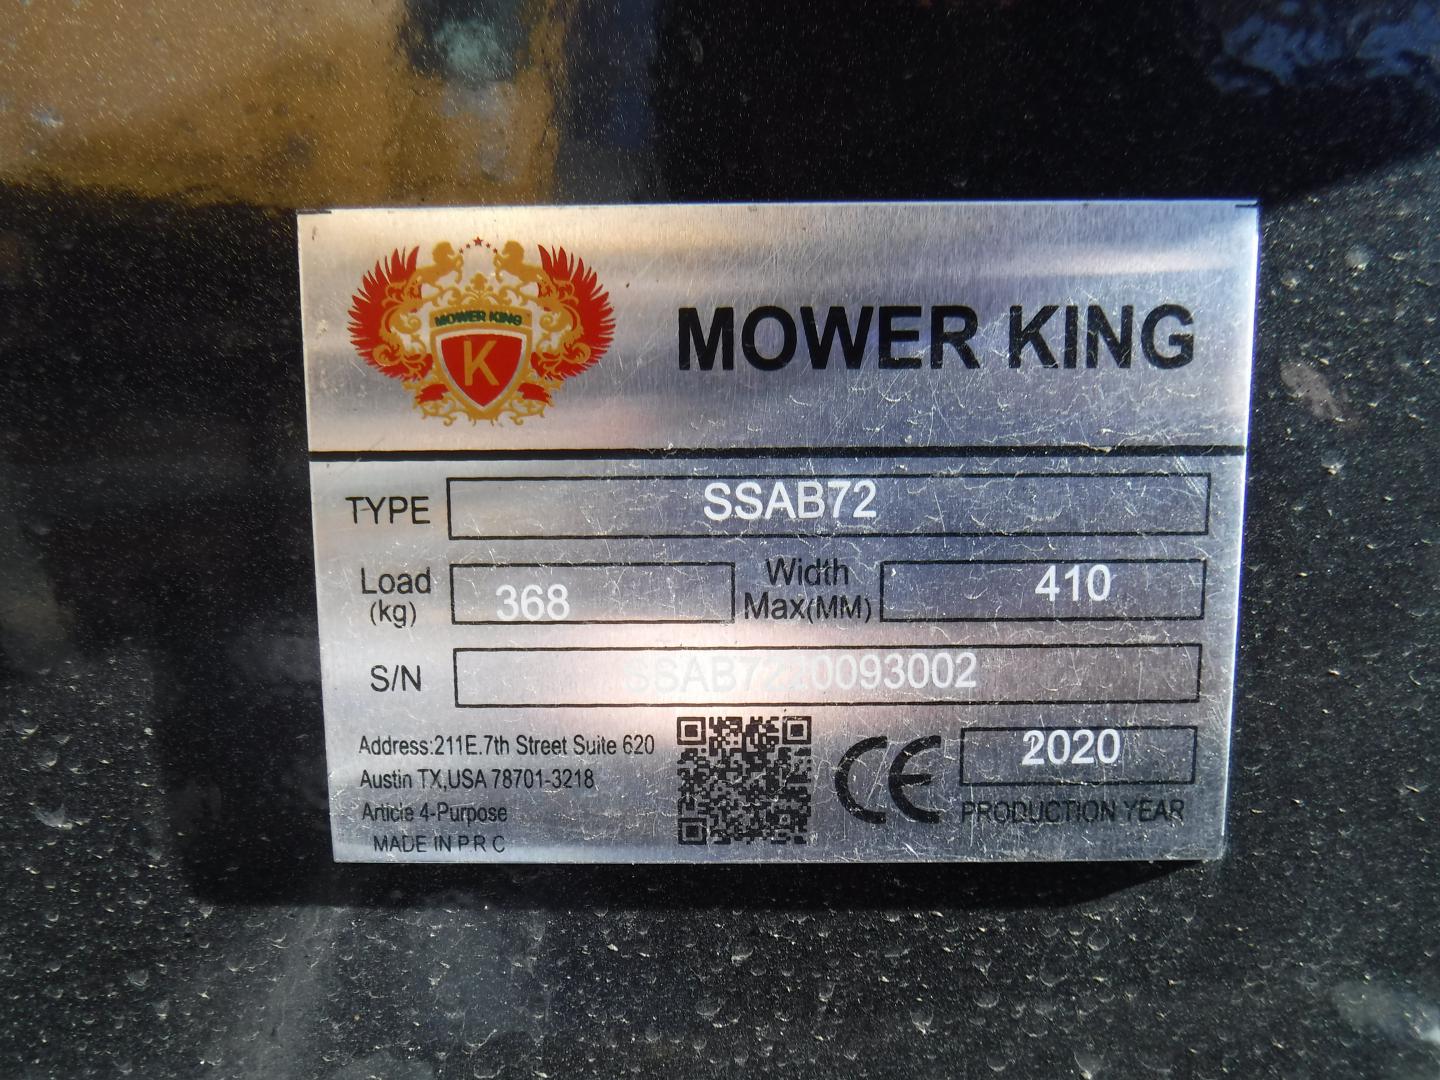 MOWER KING
K
MOWER KING
TYPE SSAB72
Load (kg) 368 Width Max(MM) 410
S/N SSAB7220093002
Address:211E.7th Street Suite 620
Austin TX,USA 78701-3218
Article 4-Purpose
MADE IN P R C
CE
2020
PRODUCTION YEAR